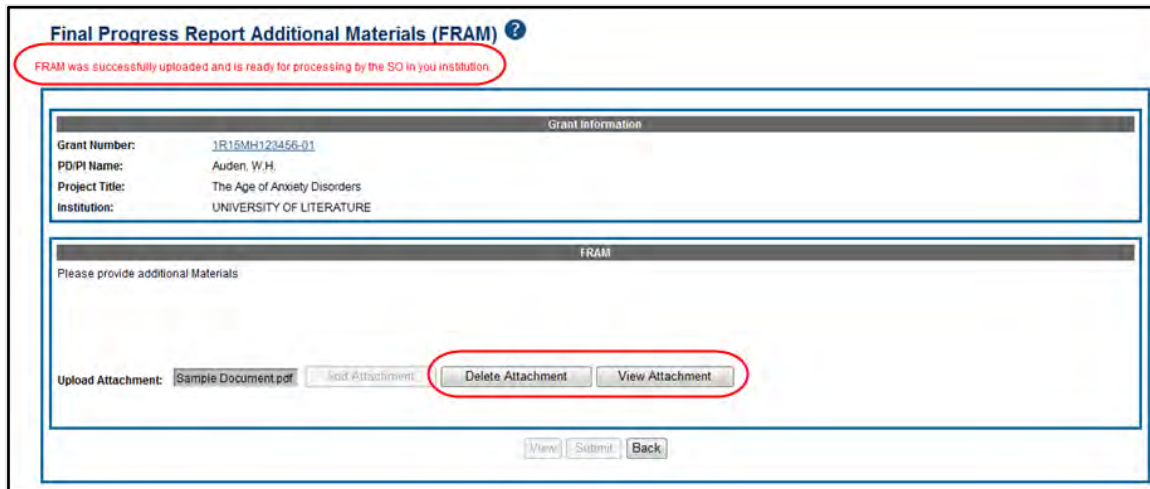 Final Progress Report Additional Materials (FRAM) ?
FRAM was successfully uploaded and is ready for processing by the SO in you institution.
Grant Information
Grant Number: 1R15MH123456-01
PD/PI Name: Auden, W.H.
Project Title: The Age of Anxiety Disorders
Institution: UNIVERSITY OF LITERATURE
FRAM
Please provide additional Materials
Upload Attachment: Sample Document.pdf Add Attachment Delete Attachment View Attachment
View Submit Back